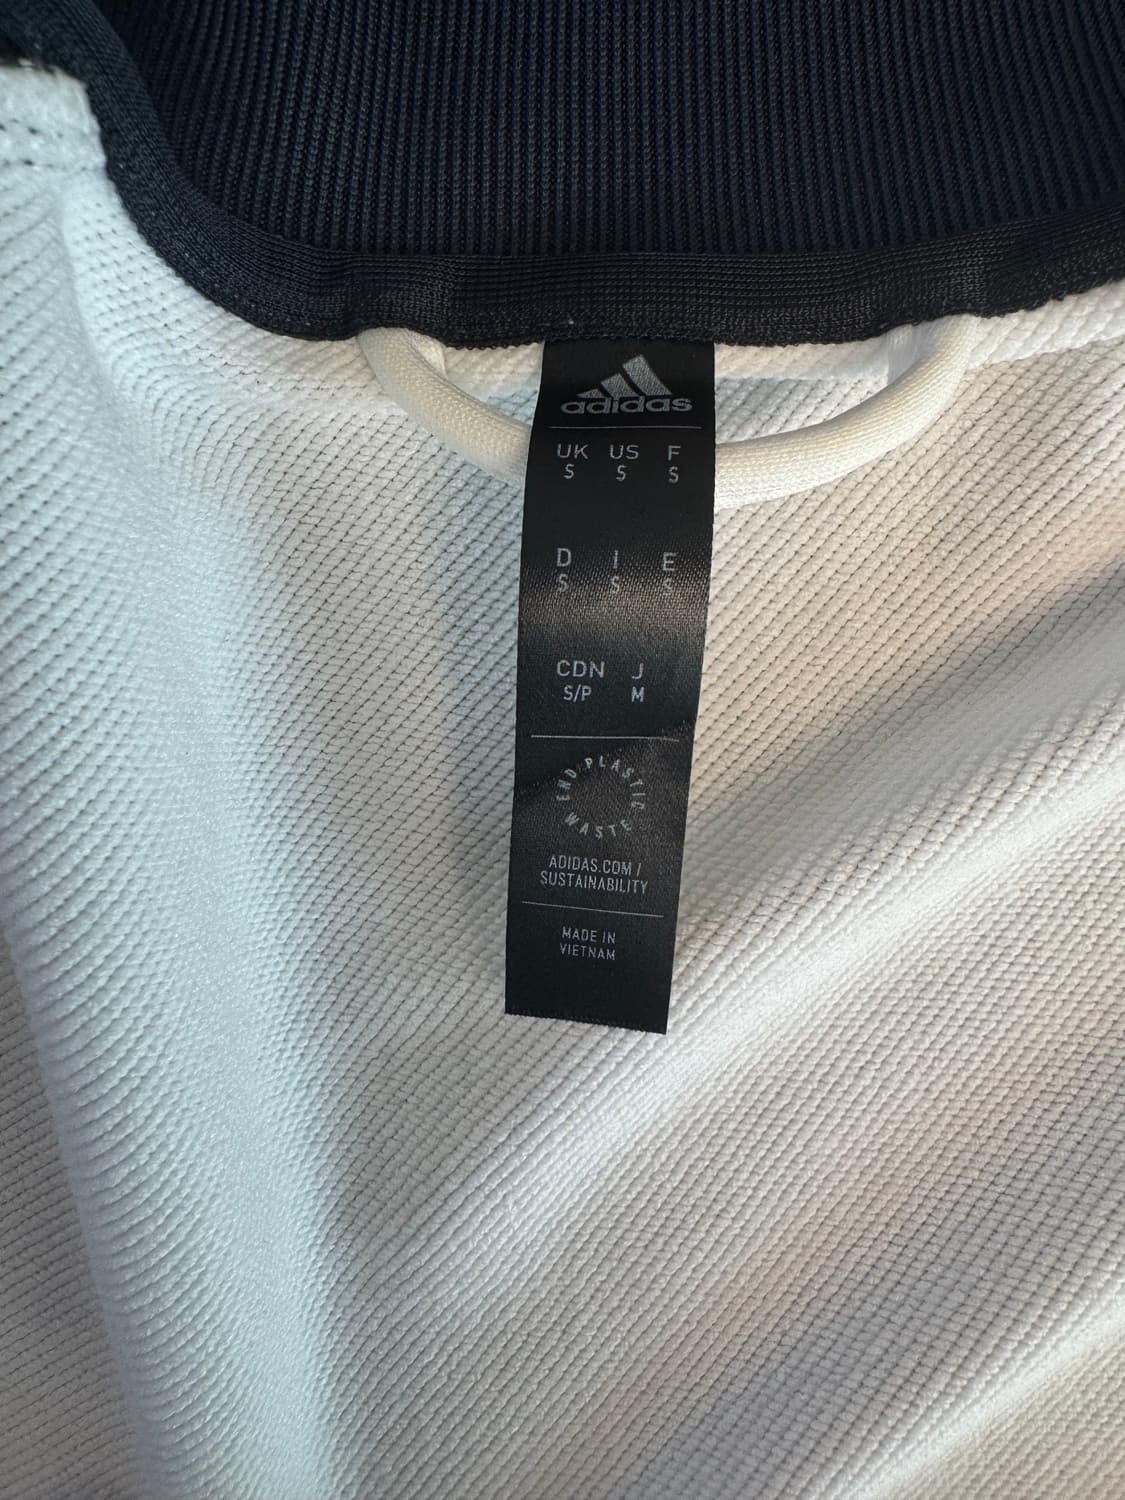 adidas
UK US F
S S S
D I E
S S S
CDN J
S/P M
END PLASTIC WASTE
ADIDAS.COM /
SUSTAINABILITY
MADE IN
VIETNAM